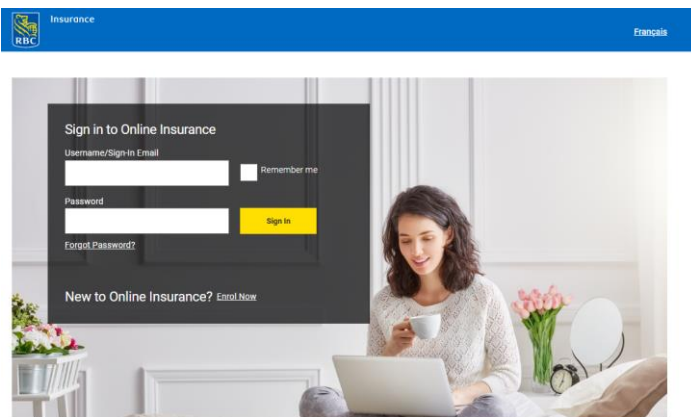 Insurance
RBC
Français
Sign in to Online Insurance
Username/Sign-In Email
Remember me
Password
Sign In
Forgot Password?
New to Online Insurance? Enrol Now